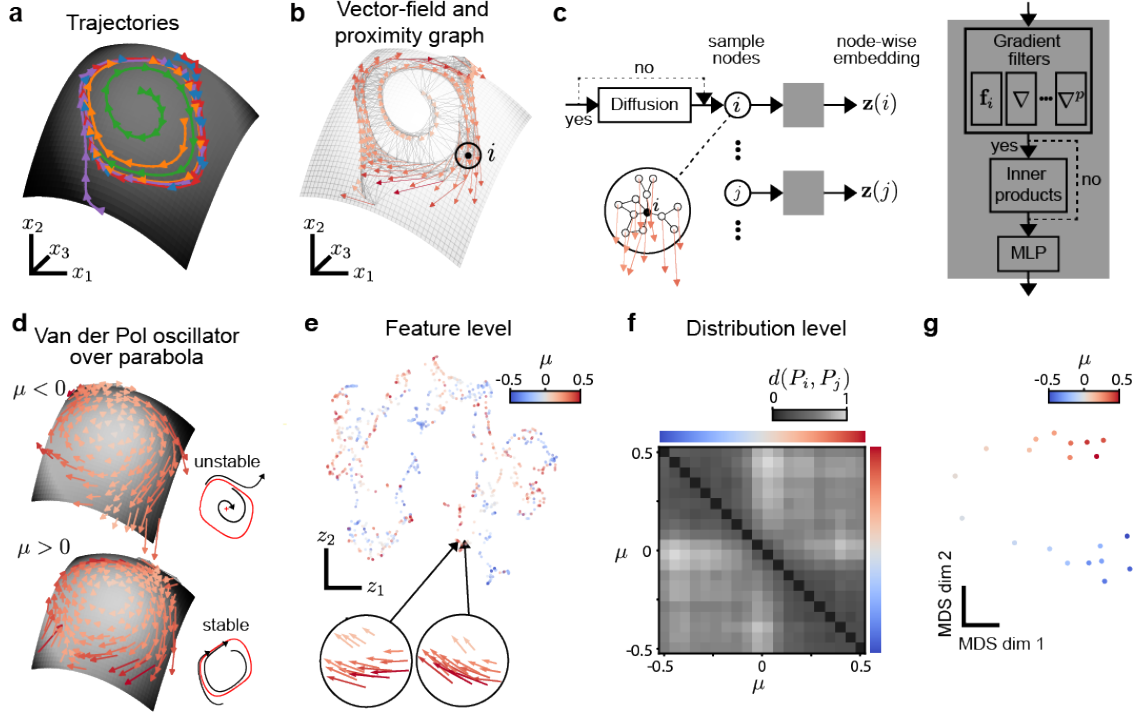 a
Trajectories
x₂
x₃
x₁
b
Vector-field and
proximity graph
i
x₂
x₃
x₁
c
sample
nodes
node-wise
embedding
no
yes
Diffusion
i
z(i)
i
j
z(j)
Gradient
filters
f_i ∇ ∇^p
yes
Inner
products
no
MLP
d
Van der Pol oscillator
over parabola
μ < 0
unstable
μ > 0
stable
e
Feature level
μ
-0.5 0 0.5
z₂
z₁
f
Distribution level
d(P_i, P_j)
0 1
0.5
μ 0
-0.5
-0.5 0 0.5
μ
g
μ
-0.5 0 0.5
MDS dim 2
MDS dim 1